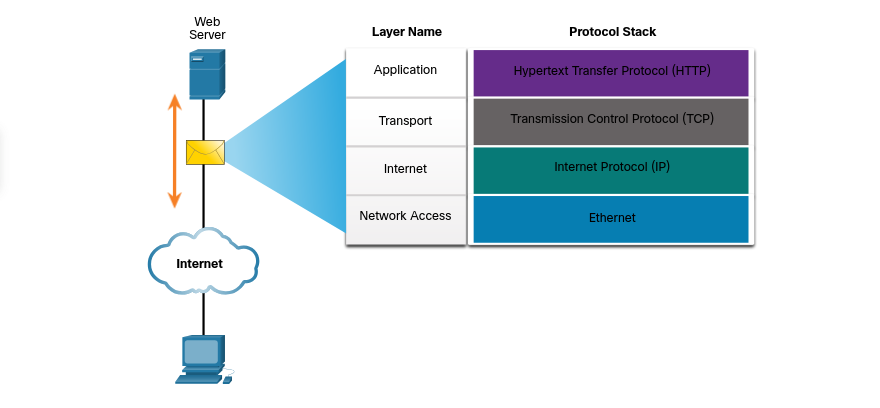 Web
Server
Layer Name
Protocol Stack
Application
Hypertext Transfer Protocol (HTTP)
Transport
Transmission Control Protocol (TCP)
Internet
Internet Protocol (IP)
Network Access
Ethernet
Internet